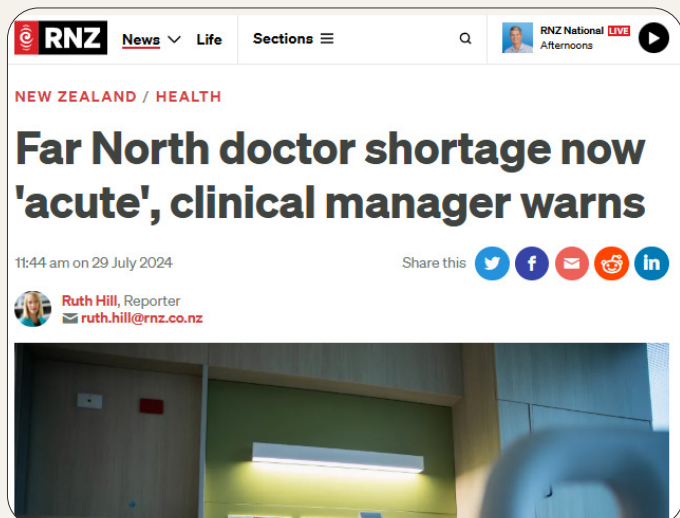 RNZ
News
Life
Sections
RNZ National LIVE
Afternoons
NEW ZEALAND / HEALTH
Far North doctor shortage now
'acute', clinical manager warns
11:44 am on 29 July 2024
Share this
Ruth Hill, Reporter
ruth.hill@rnz.co.nz